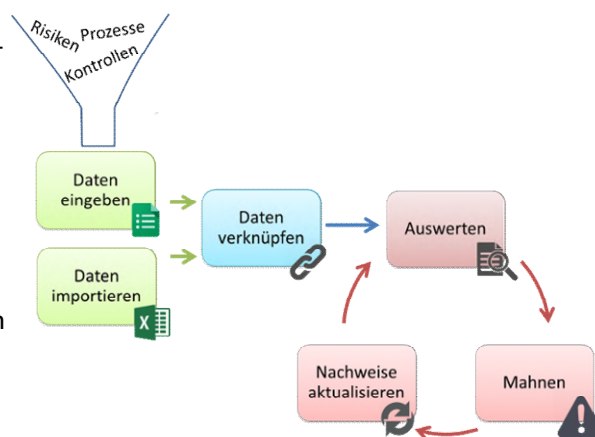 Risiken Prozesse
Kontrollen
Daten
eingeben
Daten
verknüpfen
Auswerten
Daten
importieren
X
n
Nachweise
aktualisieren
Mahnen